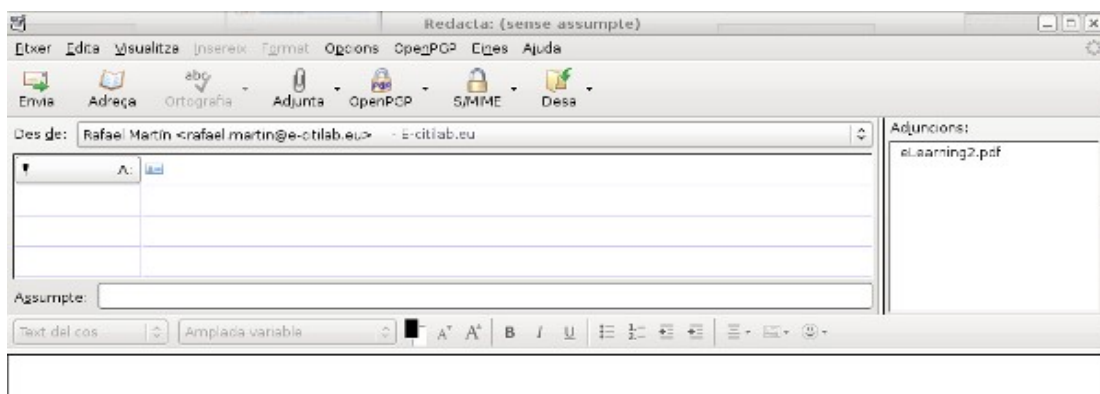 Redacta: (sense assumpte)
Fitxer Edita Visualitza Insereix Format Opcions OpenPGP Eines Ajuda
Envia Adreça Ortografia Adjunta OpenPGP S/MIME Desa
Des de: Rafael Martín <rafael.martin@e-citilab.eu> - E-citilab.eu
Adjuncions:
A:
eLearning2.pdf
Assumpte:
Text del cos Amplada variable